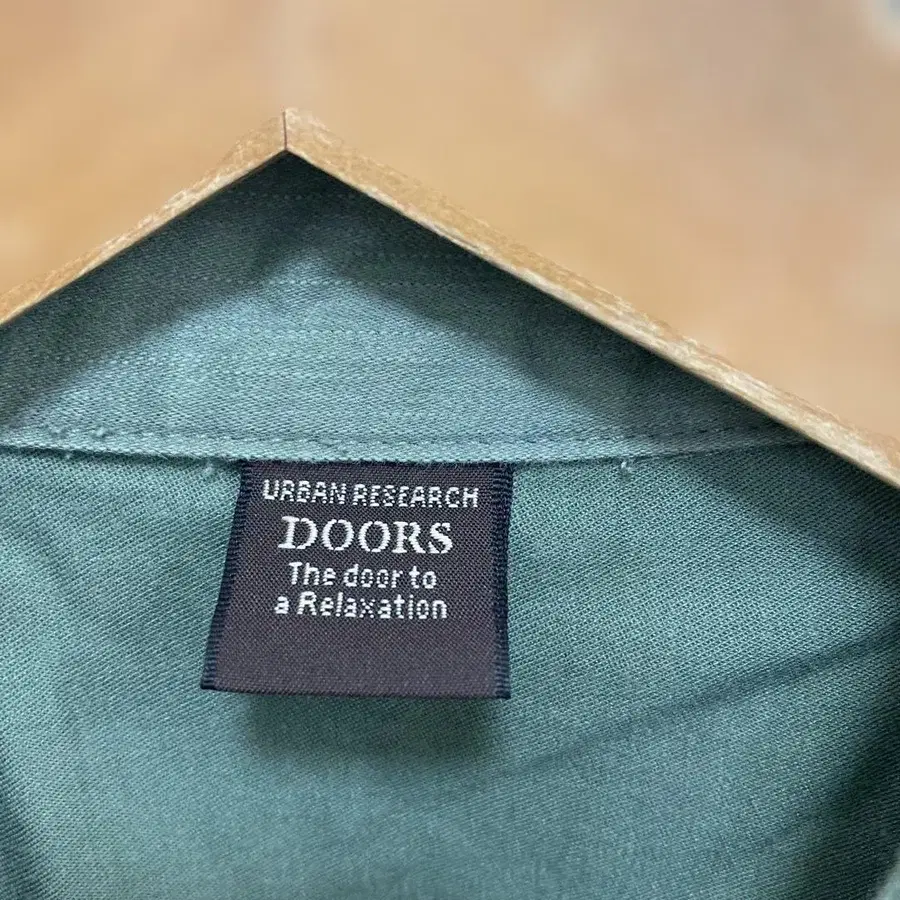 URBAN RESEARCH
DOORS
The door to
a Relaxation